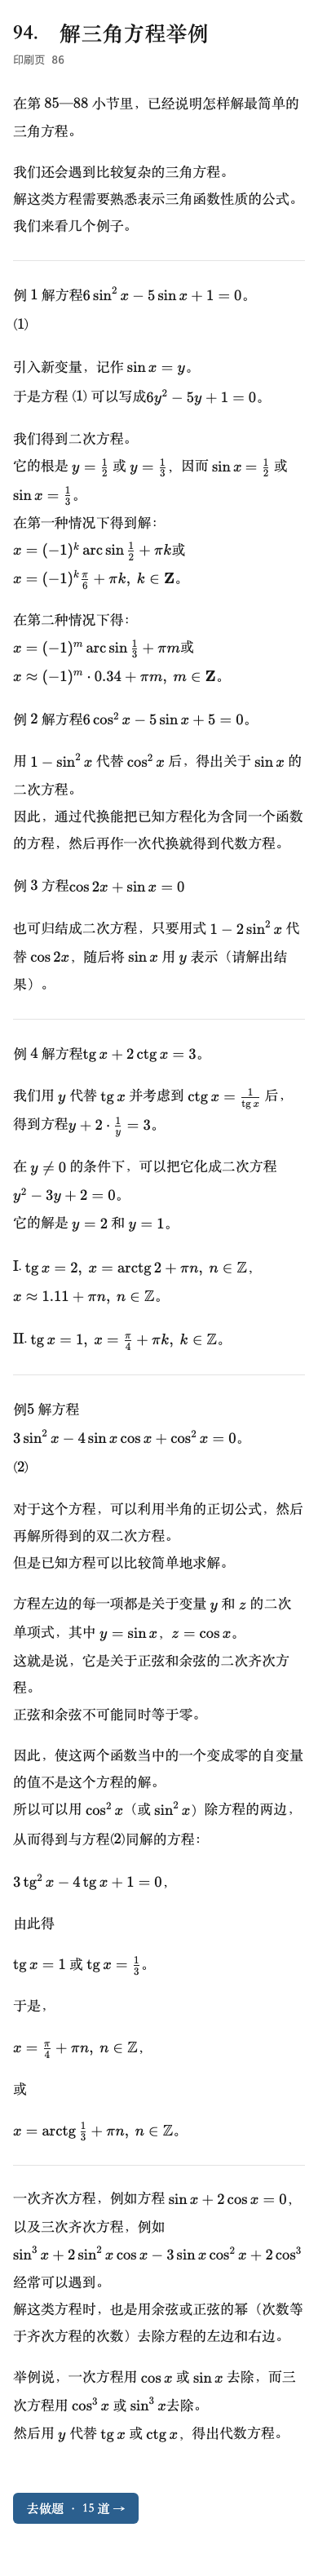 94. 解三角方程举例
印刷页 86
在第 85—88 小节里，已经说明怎样解最简单的
三角方程。
我们还会遇到比较复杂的三角方程。
解这类方程需要熟悉表示三角函数性质的公式。
我们来看几个例子。
例 1 解方程6 sin² x − 5 sin x + 1 = 0。
(1)
引入新变量，记作 sin x = y。
于是方程 (1) 可以写成6y² − 5y + 1 = 0。
我们得到二次方程。
它的根是 y = 1/2 或 y = 1/3，因而 sin x = 1/2 或
sin x = 1/3。
在第一种情况下得到解：
x = (−1)^k arc sin 1/2 + πk或
x = (−1)^k π/6 + πk, k ∈ Z。
在第二种情况下得：
x = (−1)^m arc sin 1/3 + πm或
x ≈ (−1)^m · 0.34 + πm, m ∈ Z。
例 2 解方程6 cos² x − 5 sin x + 5 = 0。
用 1 − sin² x 代替 cos² x 后，得出关于 sin x 的
二次方程。
因此，通过代换能把已知方程化为含同一个函数
的方程，然后再作一次代换就得到代数方程。
例 3 方程cos 2x + sin x = 0
也可归结成二次方程，只要用式 1 − 2 sin² x 代
替 cos 2x，随后将 sin x 用 y 表示（请解出结
果）。
例 4 解方程tg x + 2 ctg x = 3。
我们用 y 代替 tg x 并考虑到 ctg x = 1/tg x 后，
得到方程y + 2 · 1/y = 3。
在 y ≠ 0 的条件下，可以把它化成二次方程
y² − 3y + 2 = 0。
它的解是 y = 2 和 y = 1。
I. tg x = 2, x = arctg 2 + πn, n ∈ ℤ，
x ≈ 1.11 + πn, n ∈ ℤ。
II. tg x = 1, x = π/4 + πk, k ∈ ℤ。
例5 解方程
3 sin² x − 4 sin x cos x + cos² x = 0。
(2)
对于这个方程，可以利用半角的正切公式，然后
再解所得到的双二次方程。
但是已知方程可以比较简单地求解。
方程左边的每一项都是关于变量 y 和 z 的二次
单项式，其中 y = sin x，z = cos x。
这就是说，它是关于正弦和余弦的二次齐次方
程。
正弦和余弦不可能同时等于零。
因此，使这两个函数当中的一个变成零的自变量
的值不是这个方程的解。
所以可以用 cos² x（或 sin² x）除方程的两边，
从而得到与方程(2)同解的方程：
3 tg² x − 4 tg x + 1 = 0，
由此得
tg x = 1 或 tg x = 1/3。
于是，
x = π/4 + πn, n ∈ ℤ，
或
x = arctg 1/3 + πn, n ∈ ℤ。
一次齐次方程，例如方程 sin x + 2 cos x = 0，
以及三次齐次方程，例如
sin³ x + 2 sin² x cos x − 3 sin x cos² x + 2 cos³
经常可以遇到。
解这类方程时，也是用余弦或正弦的幂（次数等
于齐次方程的次数）去除方程的左边和右边。
举例说，一次方程用 cos x 或 sin x 去除，而三
次方程用 cos³ x 或 sin³ x去除。
然后用 y 代替 tg x 或 ctg x，得出代数方程。
去做题 · 15 道 →